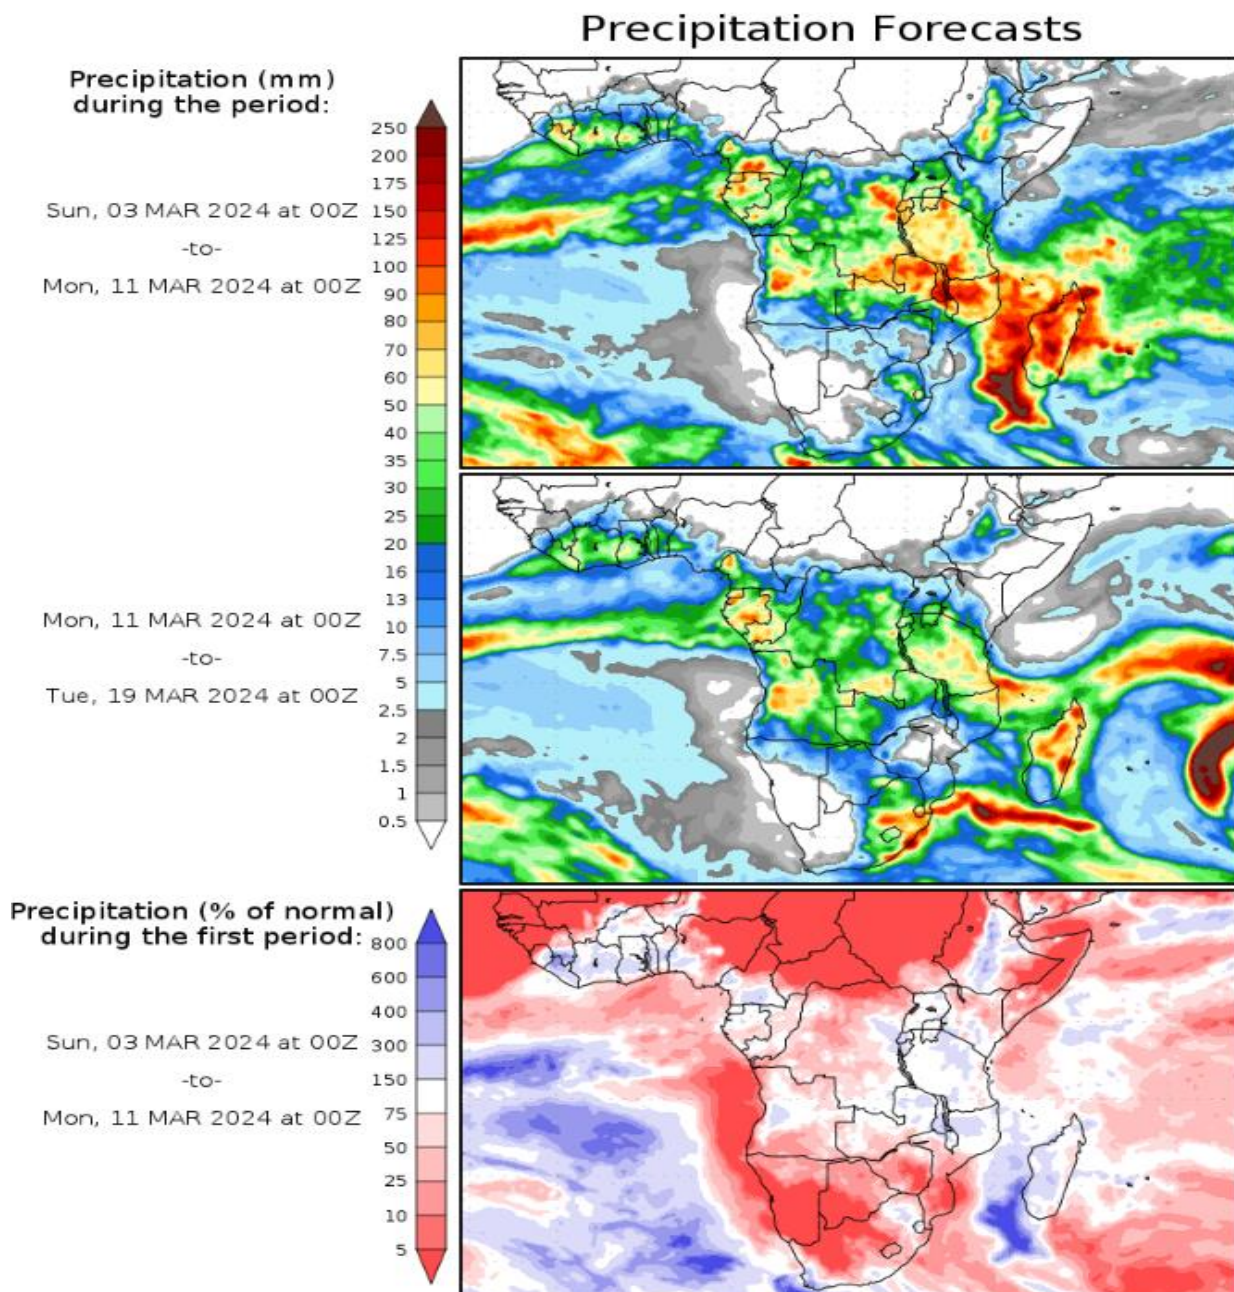 Precipitation Forecasts
Precipitation (mm)
during the period:
250
200
175
150
125
100
90
80
70
60
50
40
35
30
25
20
16
13
10
7.5
5
2.5
2
1.5
1
0.5
Sun, 03 MAR 2024 at 00Z
-to-
Mon, 11 MAR 2024 at 00Z
Mon, 11 MAR 2024 at 00Z
-to-
Tue, 19 MAR 2024 at 00Z
Precipitation (% of normal)
during the first period:
800
600
400
300
150
75
50
25
10
5
Sun, 03 MAR 2024 at 00Z
-to-
Mon, 11 MAR 2024 at 00Z